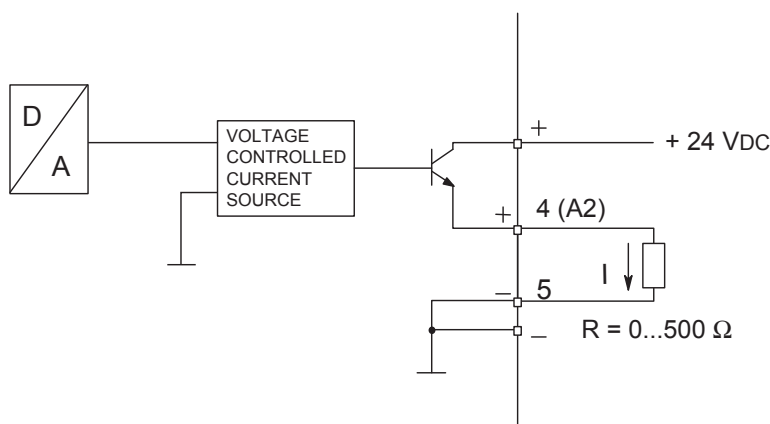 D
A
VOLTAGE
CONTROLLED
CURRENT
SOURCE
+
+ 24 VDC
+
4 (A2)
I
−
5
−
R = 0...500 Ω